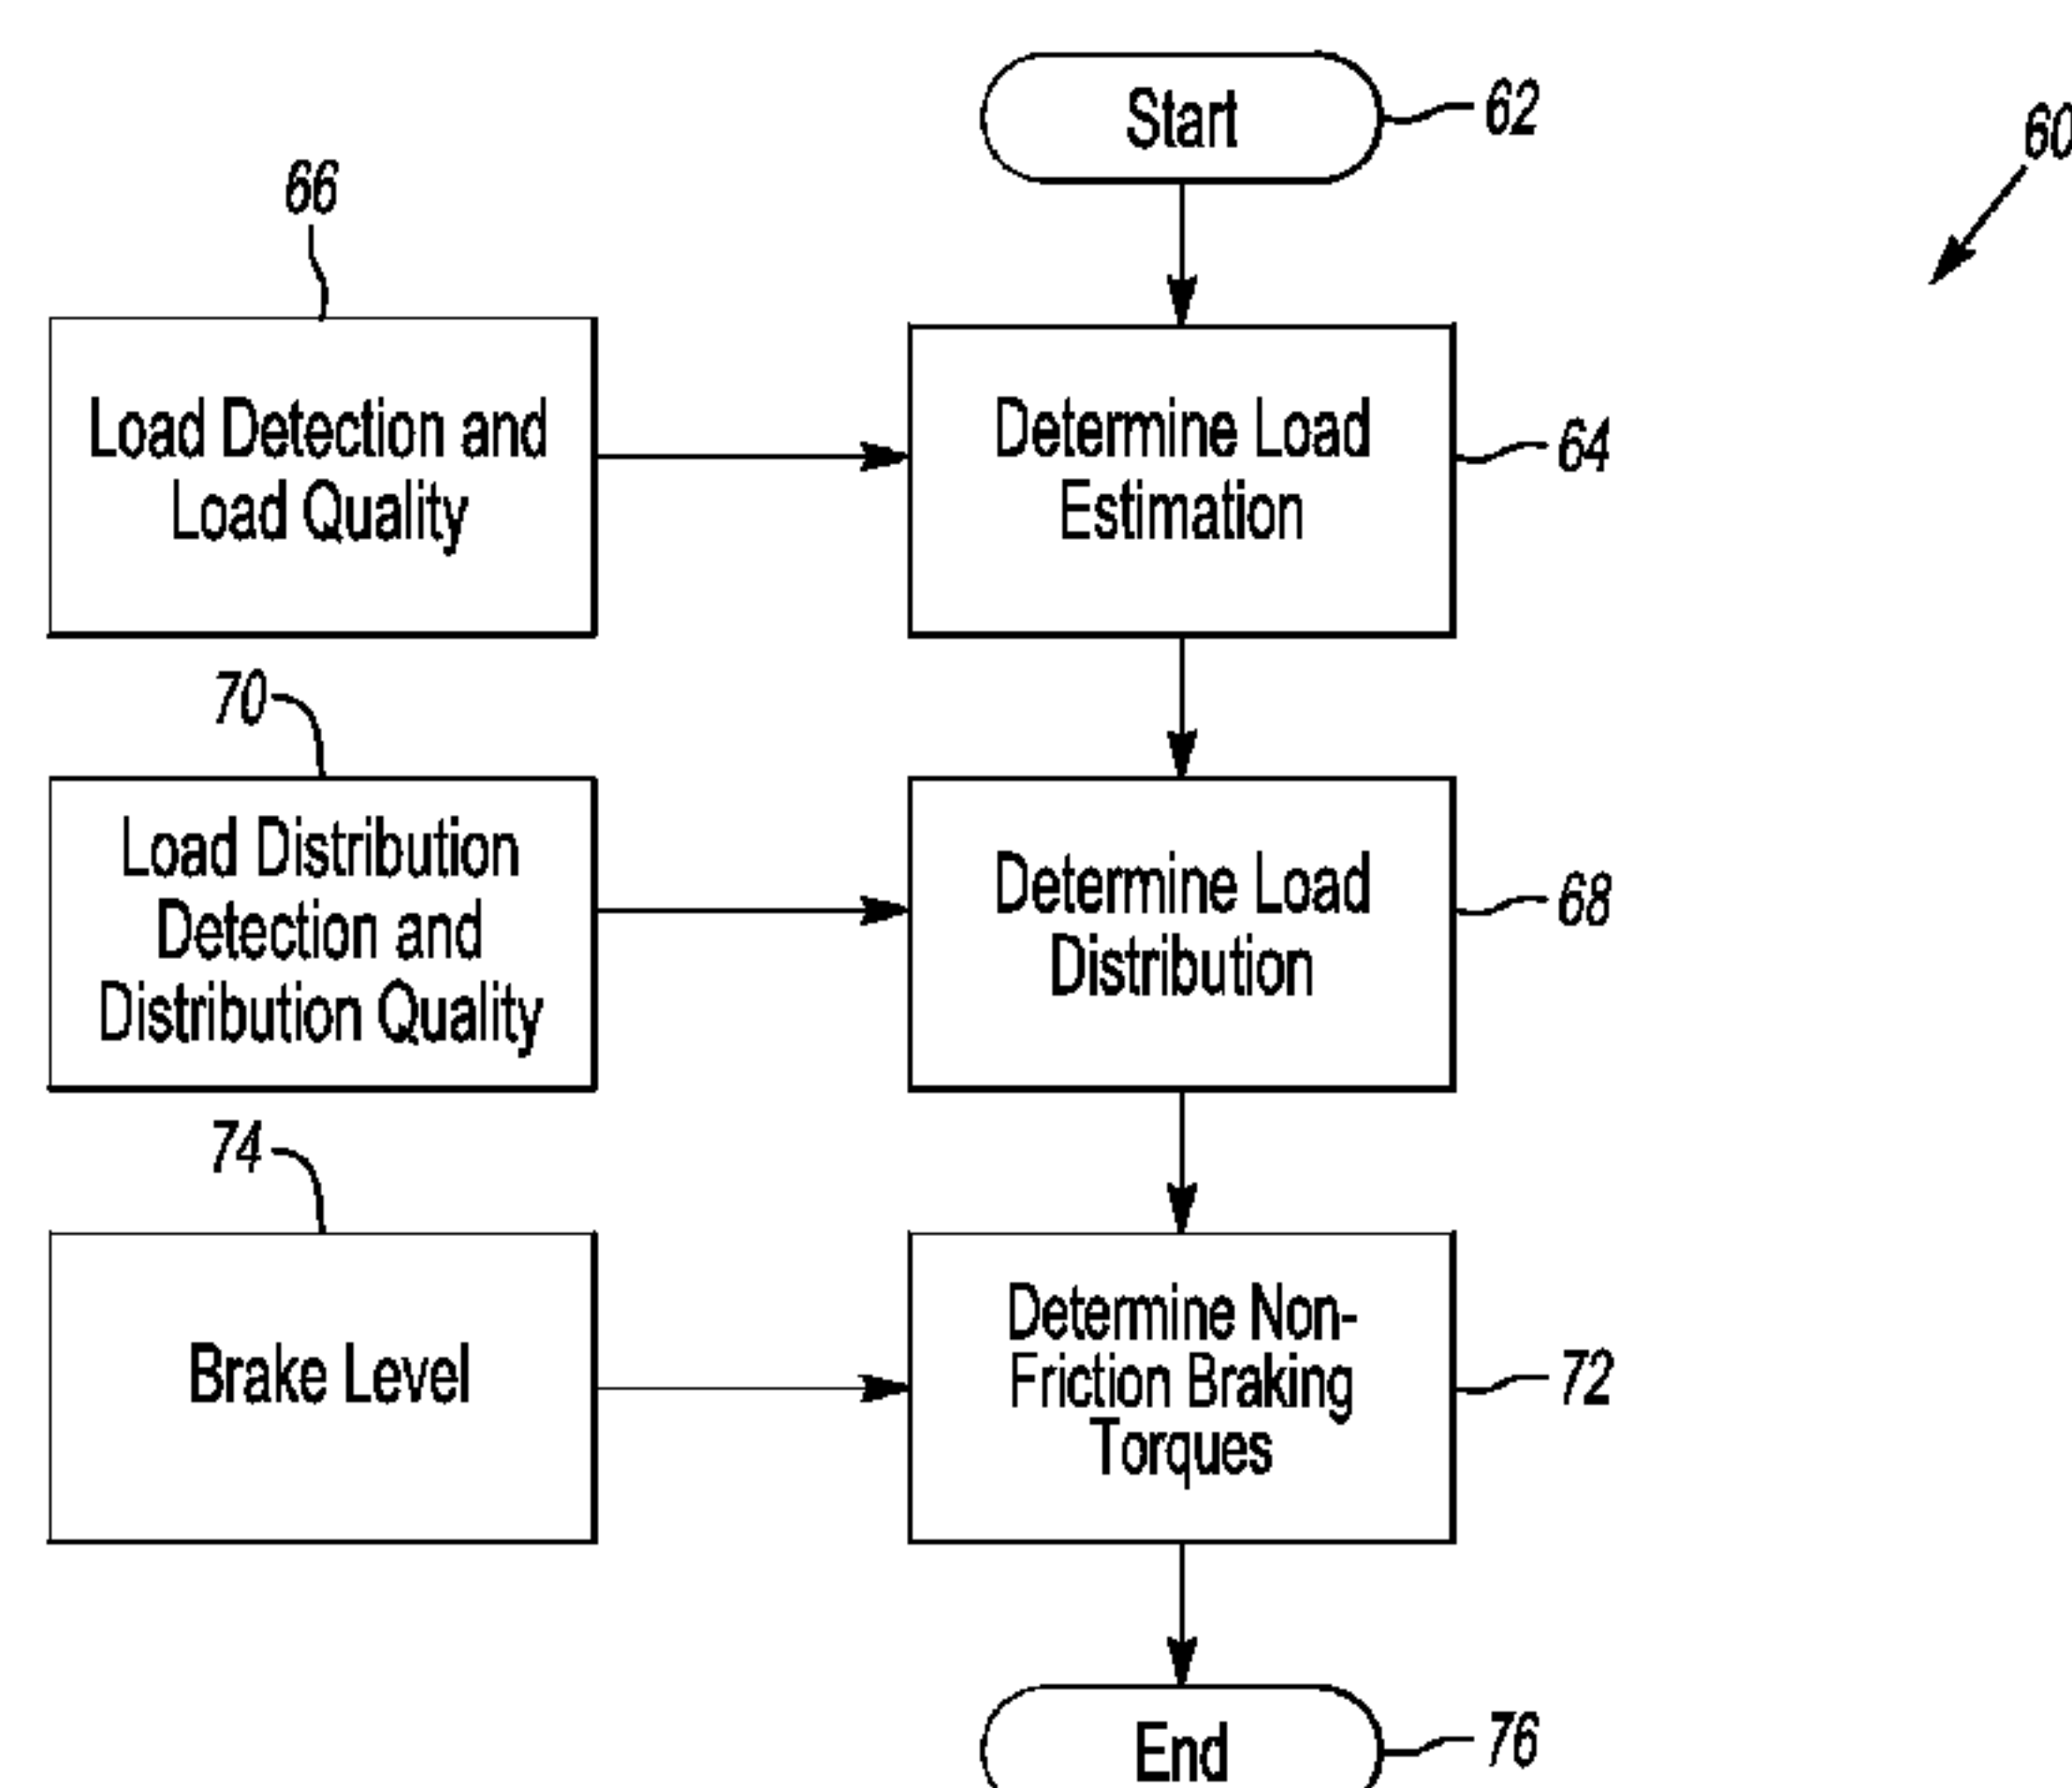 Start
62
60
66
Load Detection and
Load Quality
Determine Load
Estimation
64
70
Load Distribution
Detection and
Distribution Quality
Determine Load
Distribution
68
74
Brake Level
Determine Non-
Friction Braking
Torques
72
End
76